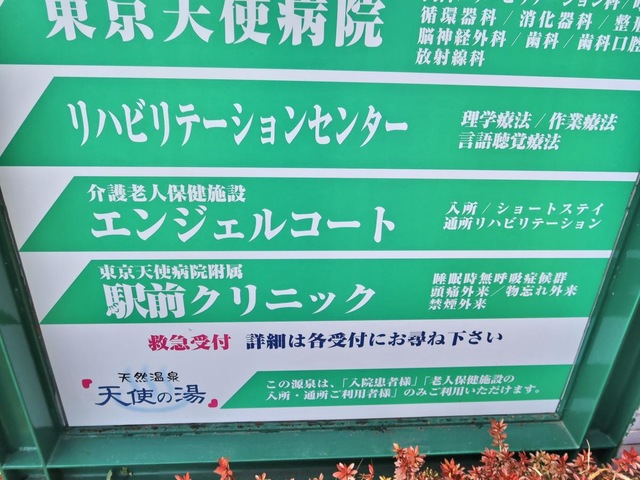 東京天使病院
循環器科 / 消化器科 / 整
脳神経外科 / 歯科 / 歯科口腔
放射線科
リハビリテーションセンター
理学療法 / 作業療法
言語聴覚療法
介護老人保健施設
エンジェルコート
入所 / ショートステイ
通所リハビリテーション
東京天使病院附属
駅前クリニック
睡眠時無呼吸症候群
頭痛外来 / 物忘れ外来
禁煙外来
救急受付 詳細は各受付にお尋ね下さい
天然温泉
天使の湯
この源泉は、「入院患者様」「老人保健施設の
入所・通所ご利用者様」のみご利用いただけます。